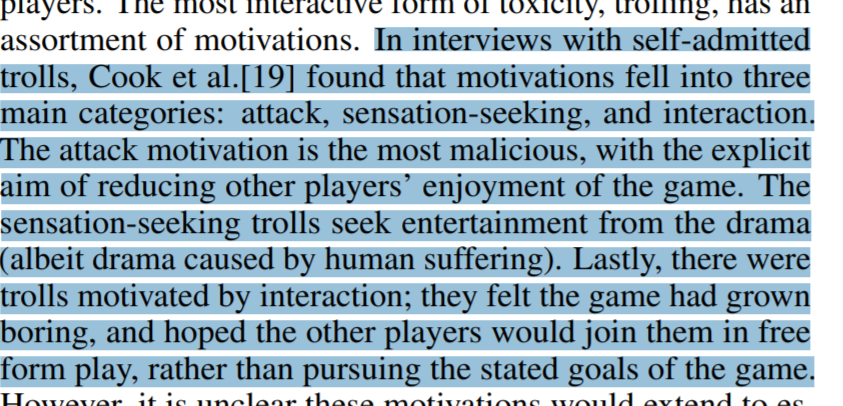 players. The most interactive form of toxicity, trolling, has an
assortment of motivations. In interviews with self-admitted
trolls, Cook et al.[19] found that motivations fell into three
main categories: attack, sensation-seeking, and interaction.
The attack motivation is the most malicious, with the explicit
aim of reducing other players’ enjoyment of the game. The
sensation-seeking trolls seek entertainment from the drama
(albeit drama caused by human suffering). Lastly, there were
trolls motivated by interaction; they felt the game had grown
boring, and hoped the other players would join them in free
form play, rather than pursuing the stated goals of the game.
However, it is unclear these motivations would extend to es-